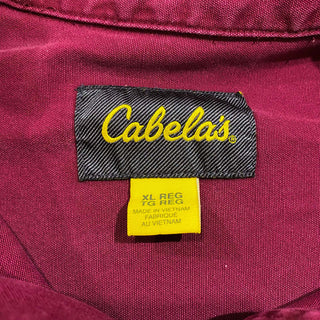 Cabela's®
XL REG
TG REG
MADE IN VIETNAM
FABRIQUÉ
AU VIETNAM